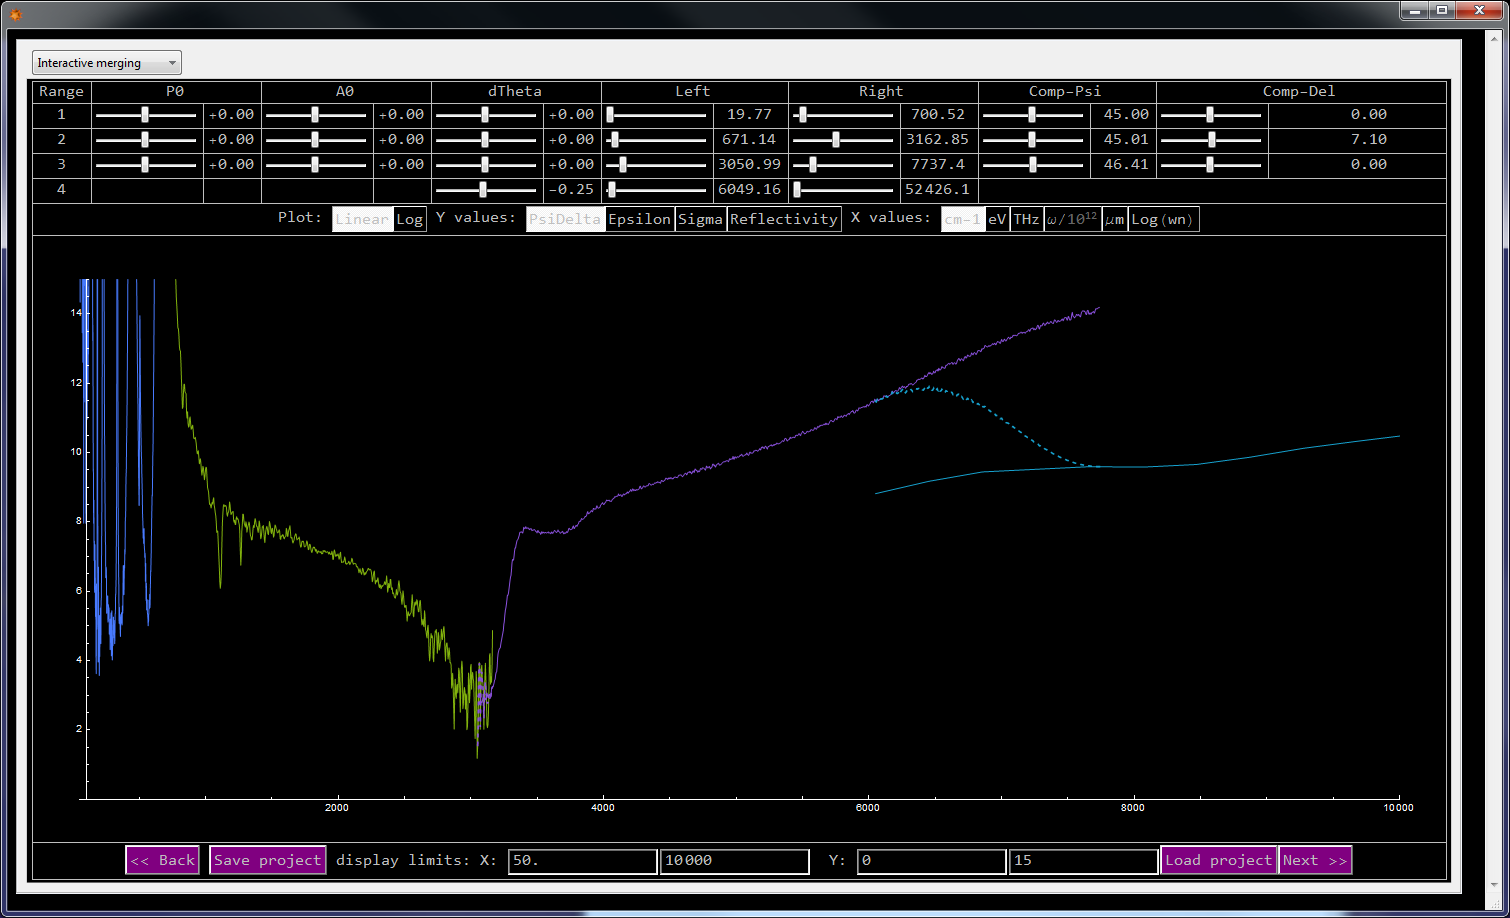 Interactive merging
Range P0 A0 dTheta Left Right Comp-Psi Comp-Del
1 +0.00 +0.00 +0.00 19.77 700.52 45.00 0.00
2 +0.00 +0.00 +0.00 671.14 3162.85 45.01 7.10
3 +0.00 +0.00 +0.00 3050.99 7737.4 46.41 0.00
4 -0.25 6049.16 52426.1
Plot: Linear Log Y values: PsiDelta Epsilon Sigma Reflectivity X values: cm-1 eV THz ω/10¹² μm Log(wn)
14
12
10
8
6
4
2
2000 4000 6000 8000 10000
<< Back Save project display limits: X: 50. 10000 Y: 0 15 Load project Next >>